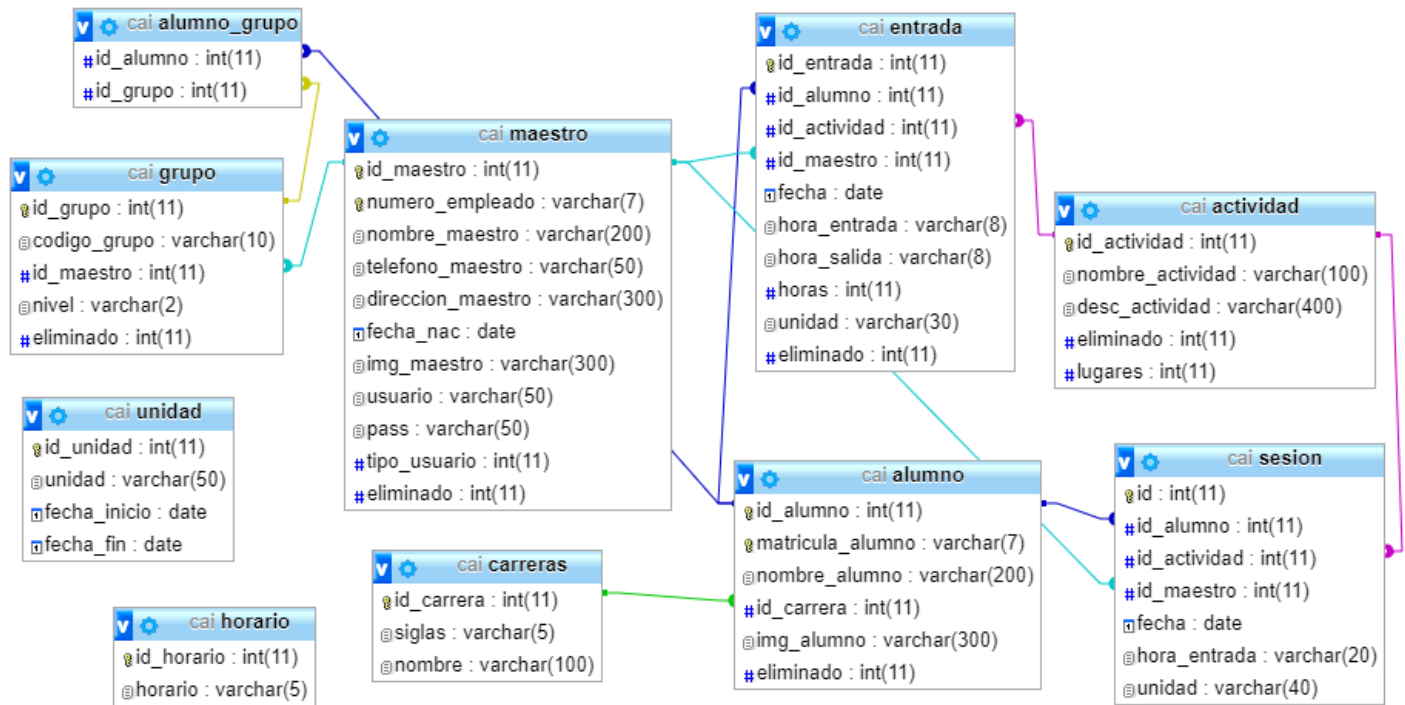 cai alumno_grupo
#id_alumno : int(11)
#id_grupo : int(11)
cai grupo
id_grupo : int(11)
codigo_grupo : varchar(10)
#id_maestro : int(11)
nivel : varchar(2)
#eliminado : int(11)
cai unidad
id_unidad : int(11)
unidad : varchar(50)
fecha_inicio : date
fecha_fin : date
cai horario
id_horario : int(11)
horario : varchar(5)
cai maestro
id_maestro : int(11)
numero_empleado : varchar(7)
nombre_maestro : varchar(200)
telefono_maestro : varchar(50)
direccion_maestro : varchar(300)
fecha_nac : date
img_maestro : varchar(300)
usuario : varchar(50)
pass : varchar(50)
#tipo_usuario : int(11)
#eliminado : int(11)
cai carreras
id_carrera : int(11)
siglas : varchar(5)
nombre : varchar(100)
cai entrada
id_entrada : int(11)
#id_alumno : int(11)
#id_actividad : int(11)
#id_maestro : int(11)
fecha : date
hora_entrada : varchar(8)
hora_salida : varchar(8)
#horas : int(11)
unidad : varchar(30)
#eliminado : int(11)
cai alumno
id_alumno : int(11)
matricula_alumno : varchar(7)
nombre_alumno : varchar(200)
#id_carrera : int(11)
img_alumno : varchar(300)
#eliminado : int(11)
cai actividad
id_actividad : int(11)
nombre_actividad : varchar(100)
desc_actividad : varchar(400)
#eliminado : int(11)
#lugares : int(11)
cai sesion
id : int(11)
#id_alumno : int(11)
#id_actividad : int(11)
#id_maestro : int(11)
fecha : date
hora_entrada : varchar(20)
unidad : varchar(40)